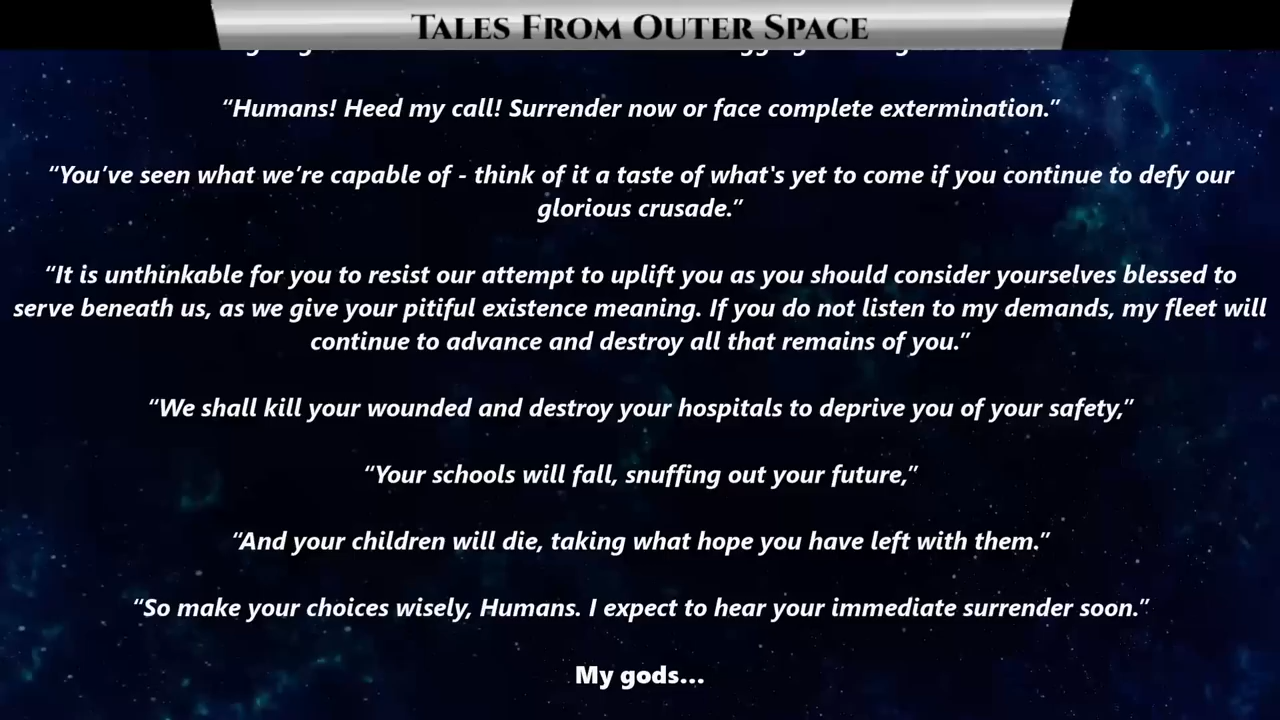 Tales From Outer Space
“Humans! Heed my call! Surrender now or face complete extermination.”
“You’ve seen what we’re capable of - think of it a taste of what's yet to come if you continue to defy our
glorious crusade.”
“It is unthinkable for you to resist our attempt to uplift you as you should consider yourselves blessed to
serve beneath us, as we give your pitiful existence meaning. If you do not listen to my demands, my fleet will
continue to advance and destroy all that remains of you.”
“We shall kill your wounded and destroy your hospitals to deprive you of your safety,”
“Your schools will fall, snuffing out your future,”
“And your children will die, taking what hope you have left with them.”
“So make your choices wisely, Humans. I expect to hear your immediate surrender soon.”
My gods...